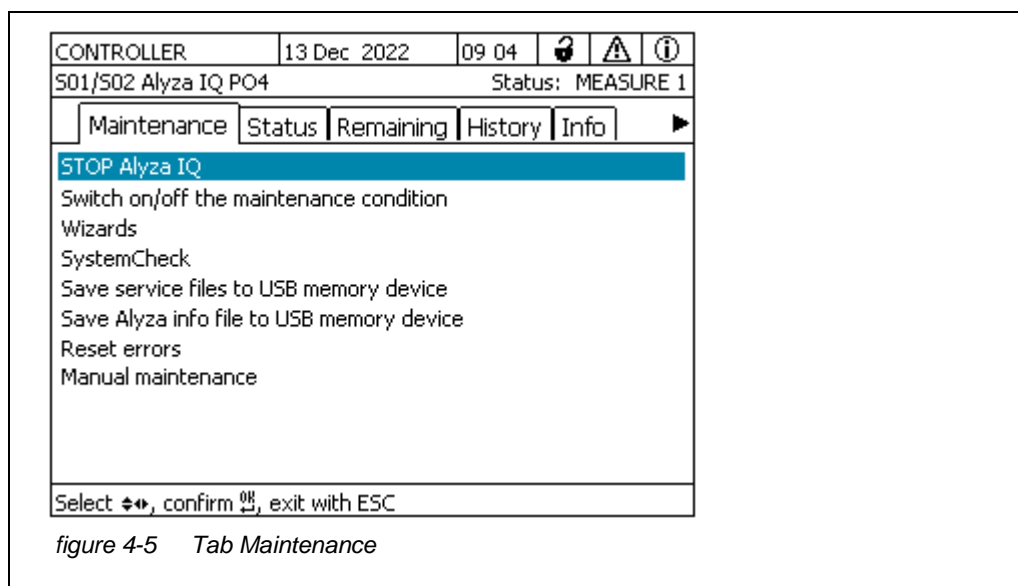 CONTROLLER 13 Dec 2022 09 04
S01/S02 Alyza IQ PO4 Status: MEASURE 1
Maintenance Status Remaining History Info
STOP Alyza IQ
Switch on/off the maintenance condition
Wizards
SystemCheck
Save service files to USB memory device
Save Alyza info file to USB memory device
Reset errors
Manual maintenance
Select , confirm OK, exit with ESC
figure 4-5 Tab Maintenance